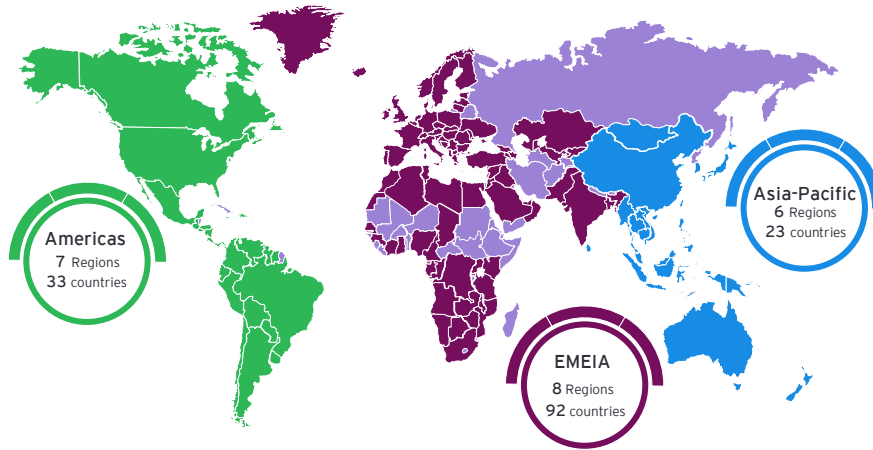 Americas
7 Regions
33 countries
Asia-Pacific
6 Regions
23 countries
EMEIA
8 Regions
92 countries